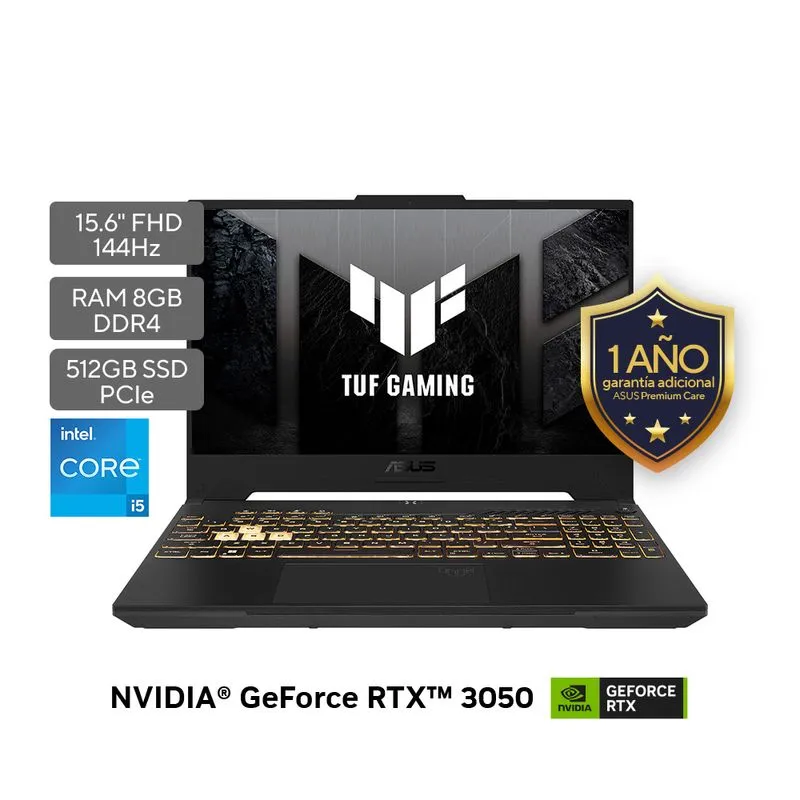 15.6" FHD
144Hz
RAM 8GB
DDR4
512GB SSD
PCIe
intel.
CORE
i5
TUF GAMING
ASUS
1 AÑO
garantía adicional
ASUS Premium Care
NVIDIA® GeForce RTX™ 3050
NVIDIA
GEFORCE
RTX